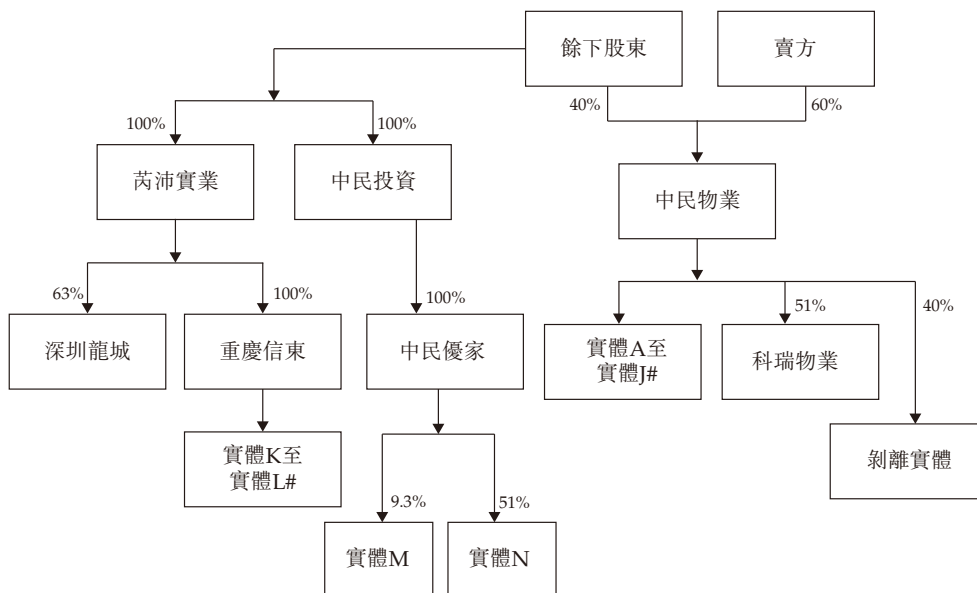 餘下股東
賣方
40%
60%
100%
100%
芮沛實業
中民投資
中民物業
63%
100%
100%
51%
40%
深圳龍城
重慶信東
中民優家
實體A至
實體J#
科瑞物業
實體K至
實體L#
剝離實體
9.3%
51%
實體M
實體N